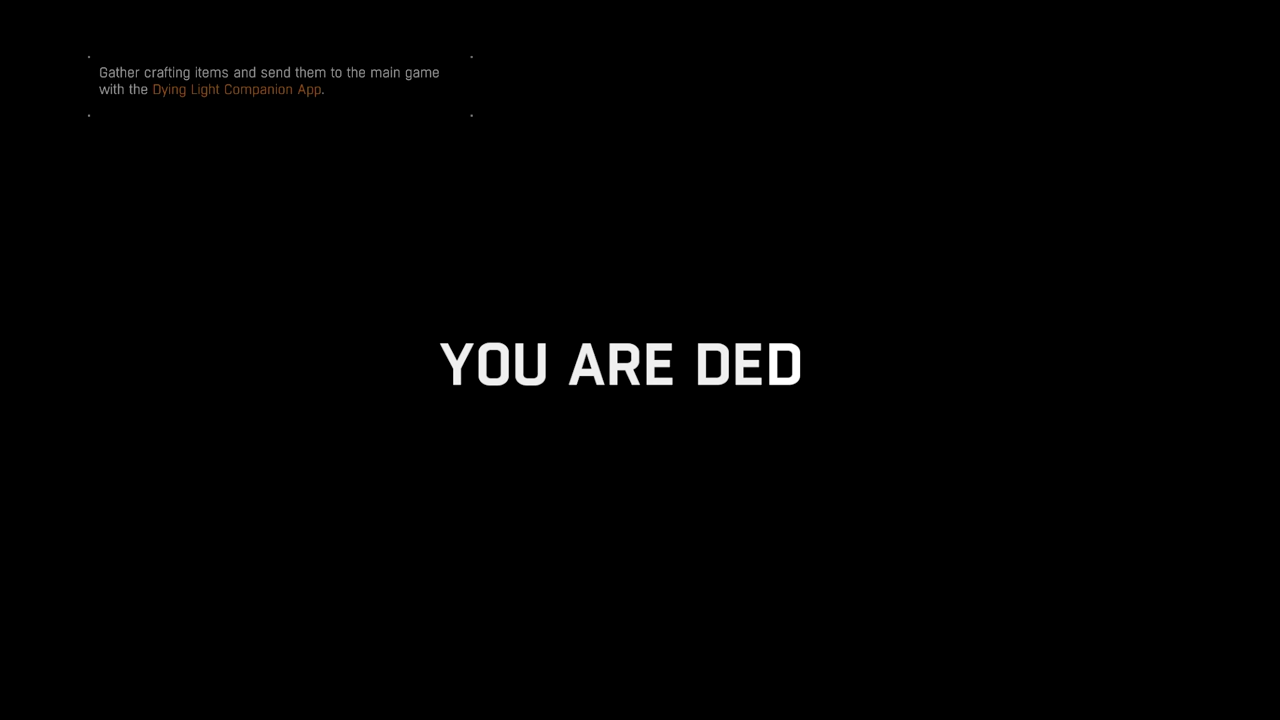 Gather crafting items and send them to the main game
with the Dying Light Companion App.
YOU ARE DED